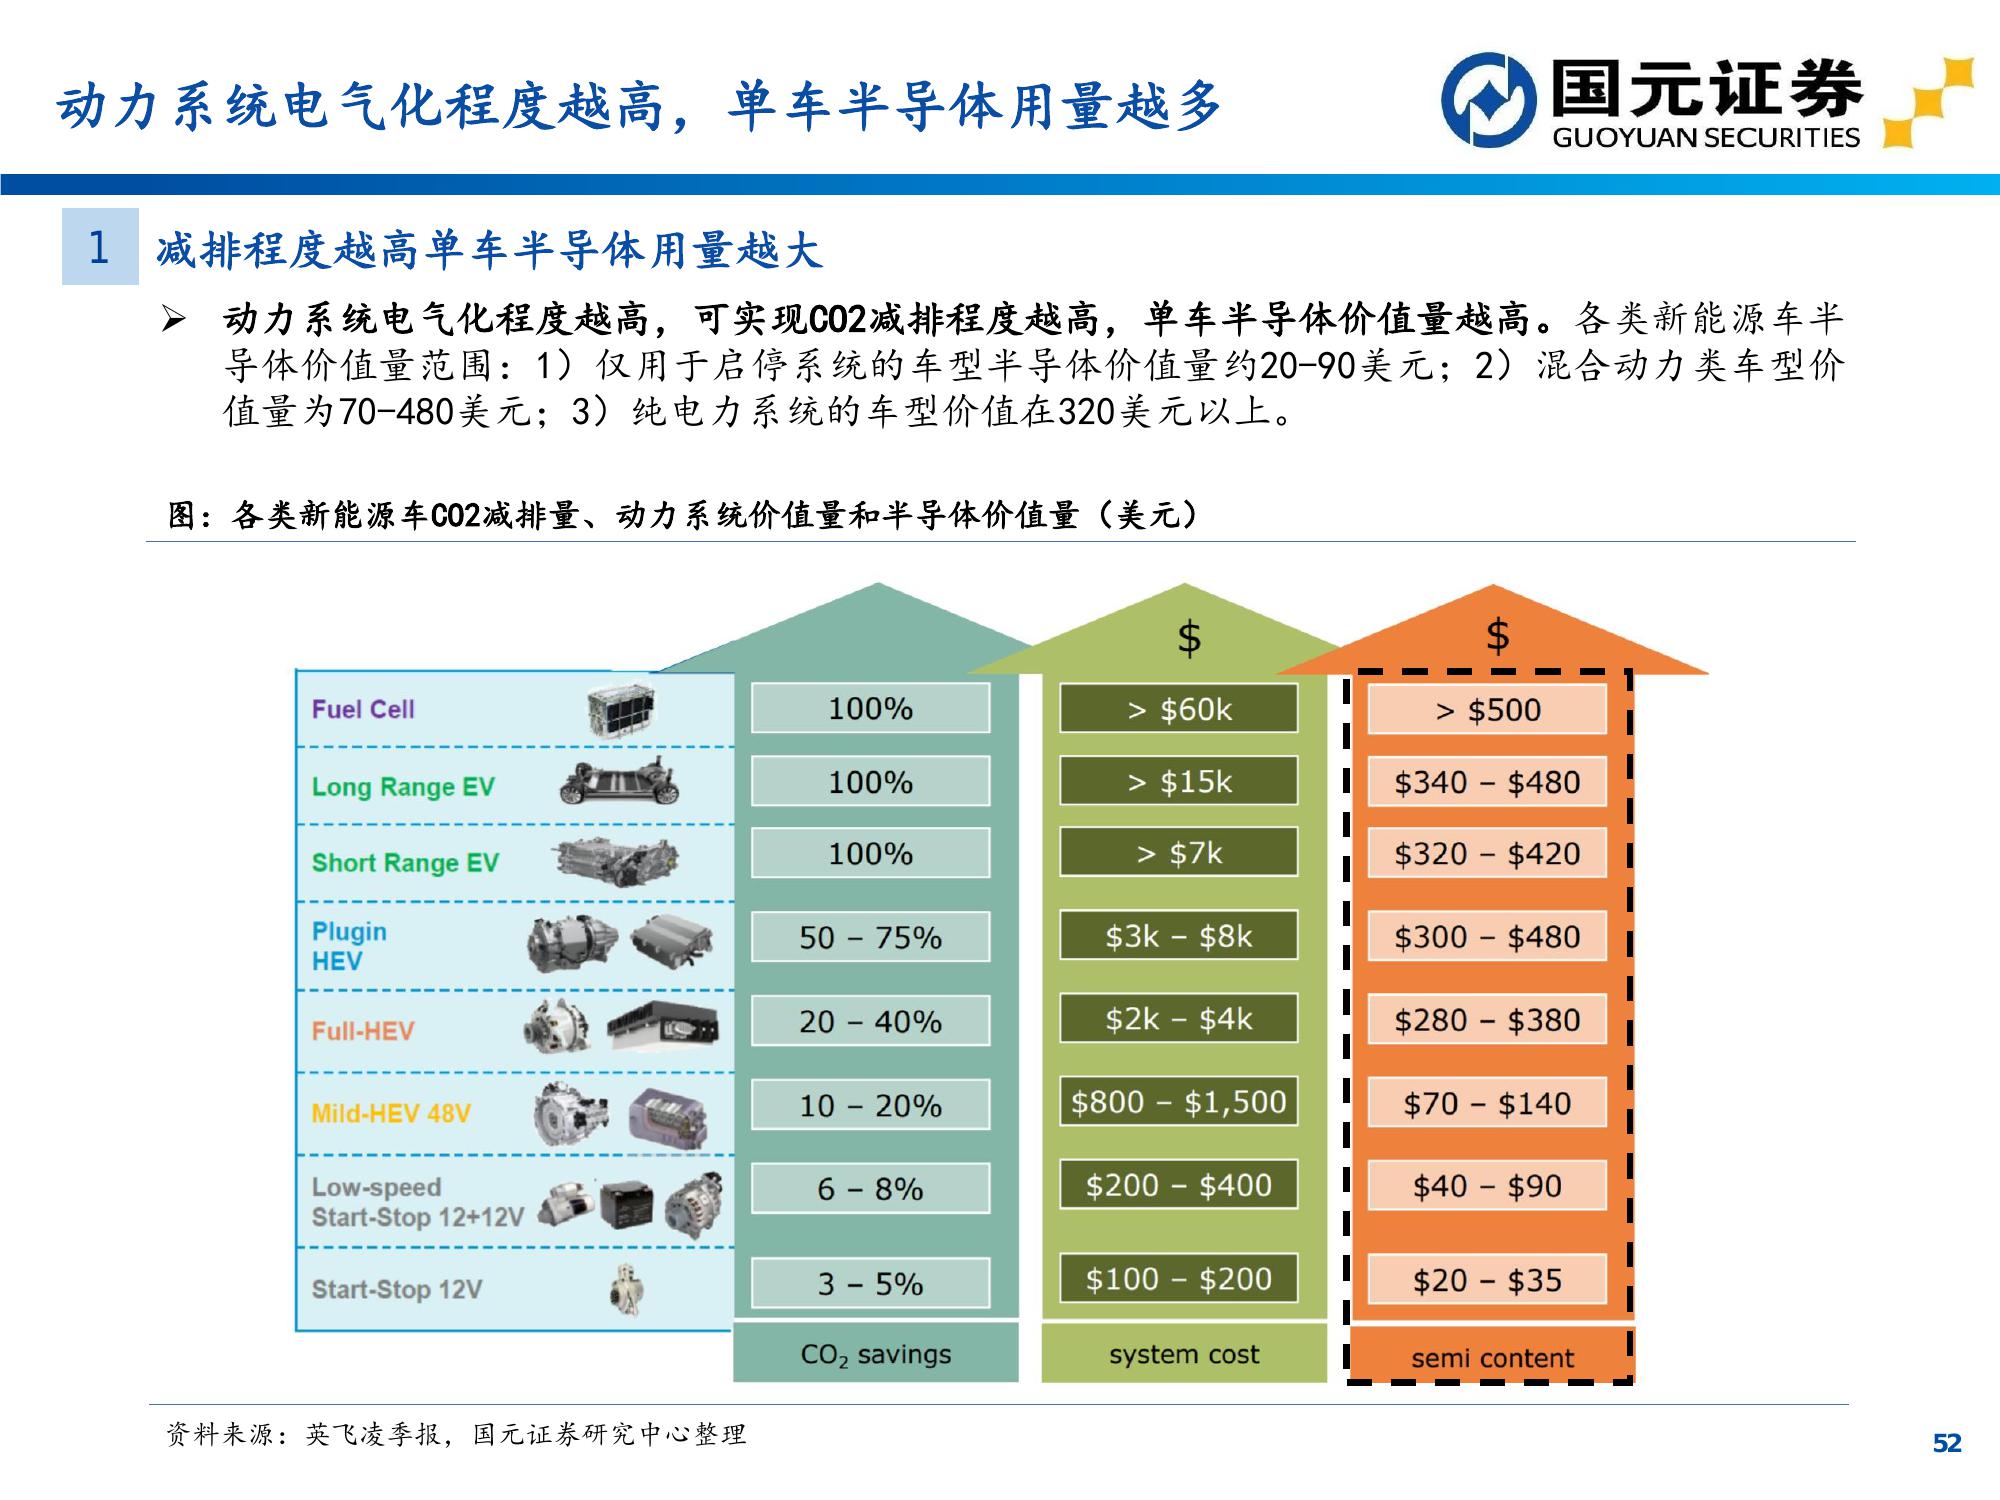 动力系统电气化程度越高，单车半导体用量越多
国元证券
GUOYUAN SECURITIES
1 减排程度越高单车半导体用量越大
➢ 动力系统电气化程度越高，可实现CO2减排程度越高，单车半导体价值量越高。各类新能源车半
导体价值量范围：1）仅用于启停系统的车型半导体价值量约20-90美元；2）混合动力类车型价
值量为70-480美元；3）纯电力系统的车型价值在320美元以上。
图：各类新能源车CO2减排量、动力系统价值量和半导体价值量（美元）
$ $
Fuel Cell 100% > $60k > $500
Long Range EV 100% > $15k $340 – $480
Short Range EV 100% > $7k $320 – $420
Plugin
HEV 50 – 75% $3k – $8k $300 – $480
Full-HEV 20 – 40% $2k – $4k $280 – $380
Mild-HEV 48V 10 – 20% $800 – $1,500 $70 – $140
Low-speed
Start-Stop 12+12V 6 – 8% $200 – $400 $40 – $90
Start-Stop 12V 3 – 5% $100 – $200 $20 – $35
CO₂ savings system cost semi content
资料来源：英飞凌季报，国元证券研究中心整理
52